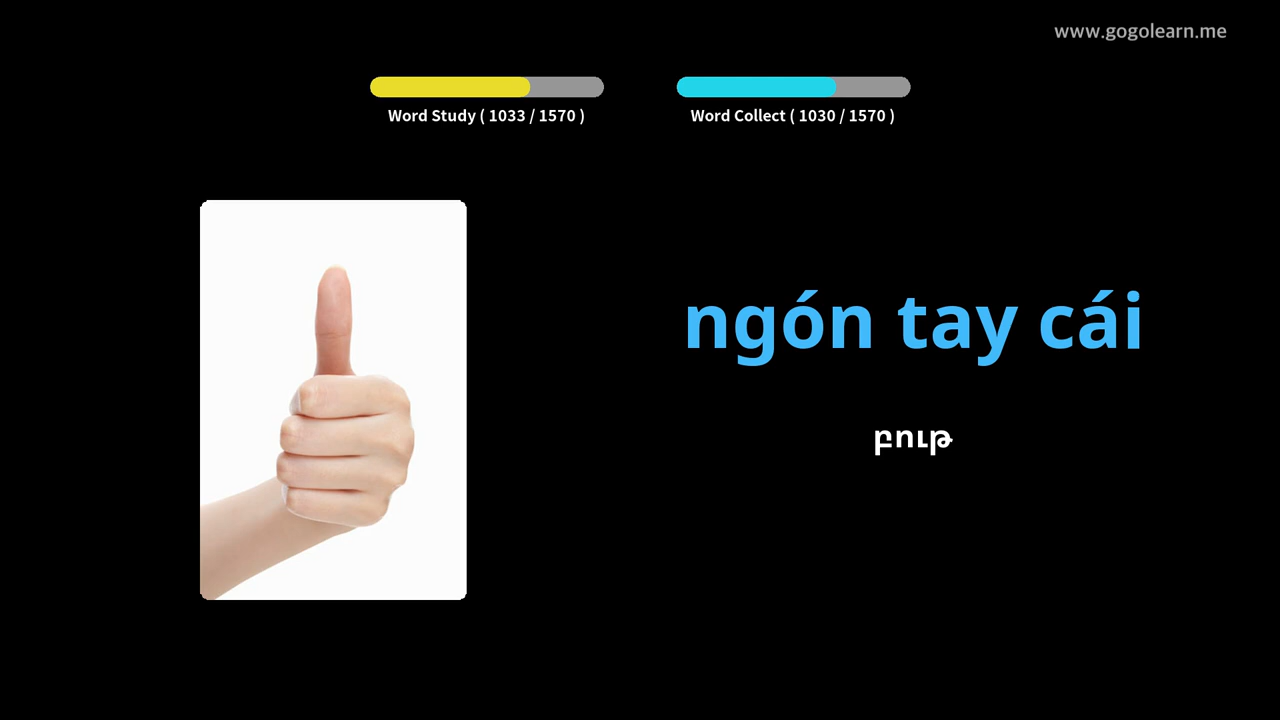 www.gogolearn.me
Word Study ( 1033 / 1570 )
Word Collect ( 1030 / 1570 )
ngón tay cái
բութ